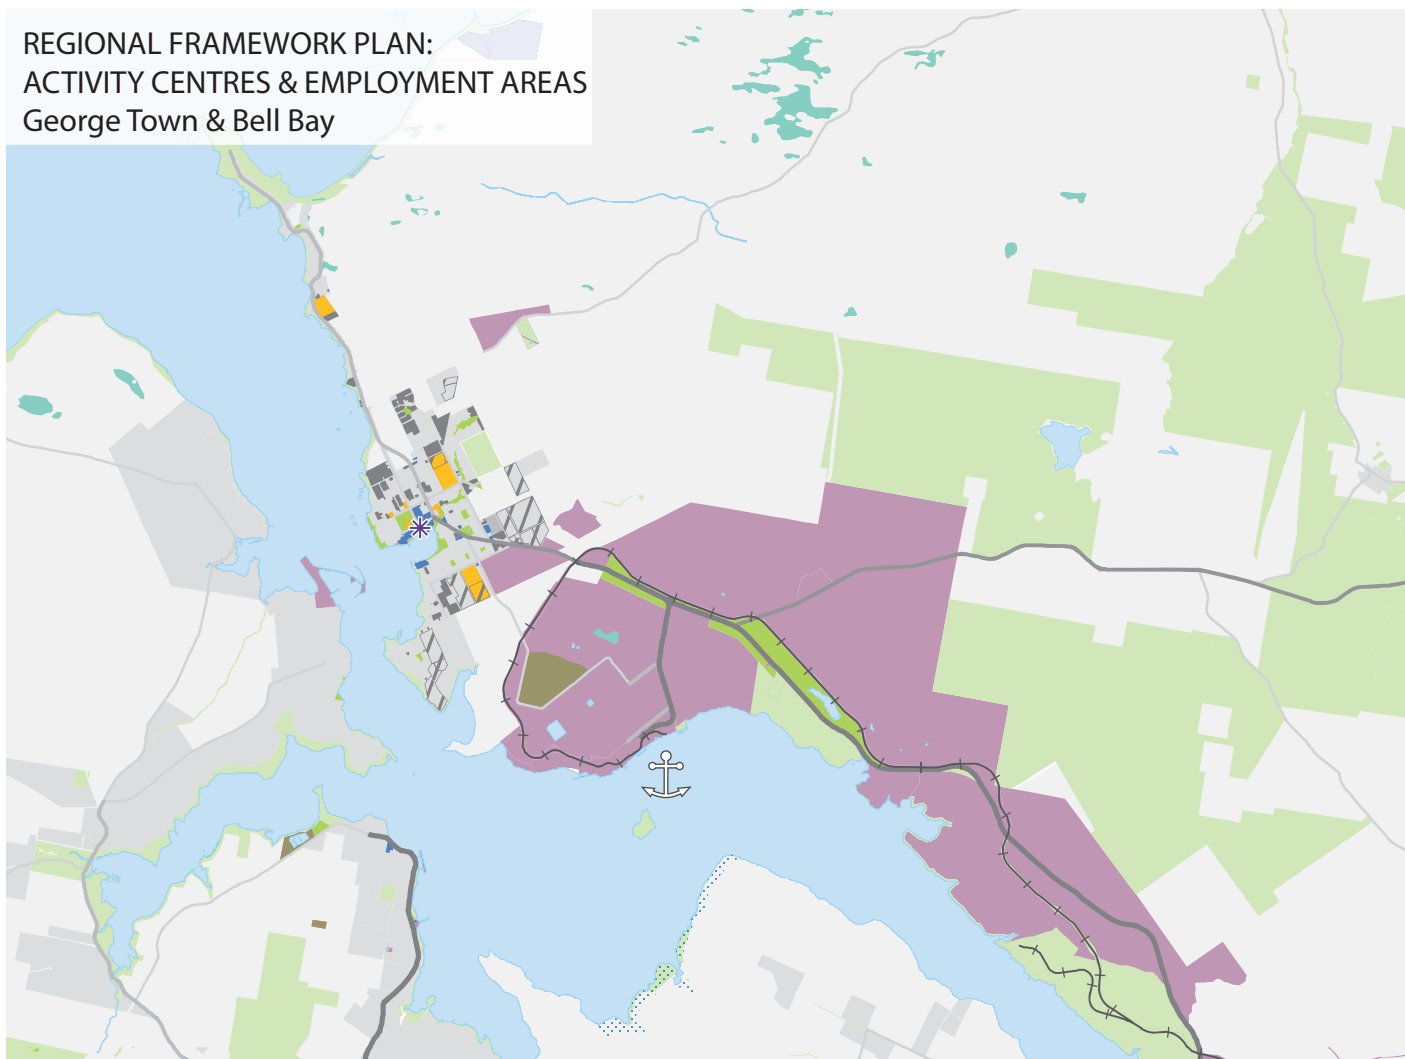 REGIONAL FRAMEWORK PLAN:
ACTIVITY CENTRES & EMPLOYMENT AREAS
George Town & Bell Bay